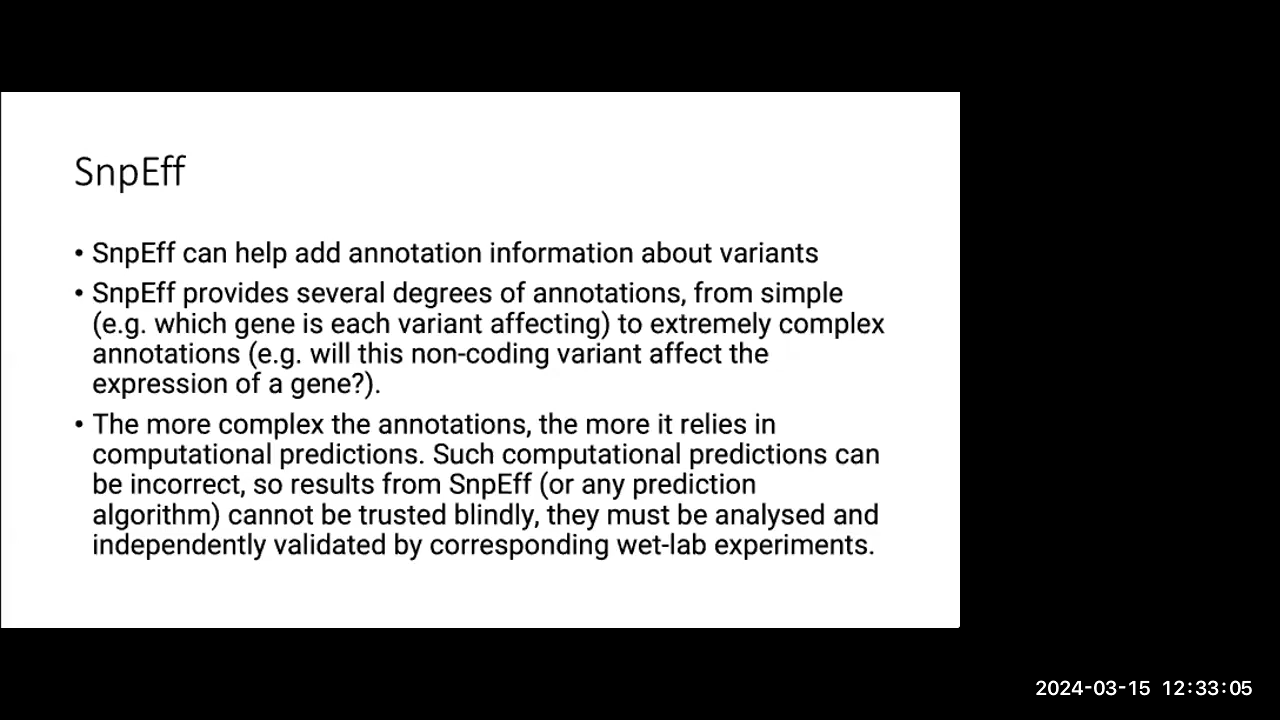 SnpEff
• SnpEff can help add annotation information about variants
• SnpEff provides several degrees of annotations, from simple
(e.g. which gene is each variant affecting) to extremely complex
annotations (e.g. will this non-coding variant affect the
expression of a gene?).
• The more complex the annotations, the more it relies in
computational predictions. Such computational predictions can
be incorrect, so results from SnpEff (or any prediction
algorithm) cannot be trusted blindly, they must be analysed and
independently validated by corresponding wet-lab experiments.
2024-03-15 12:33:05